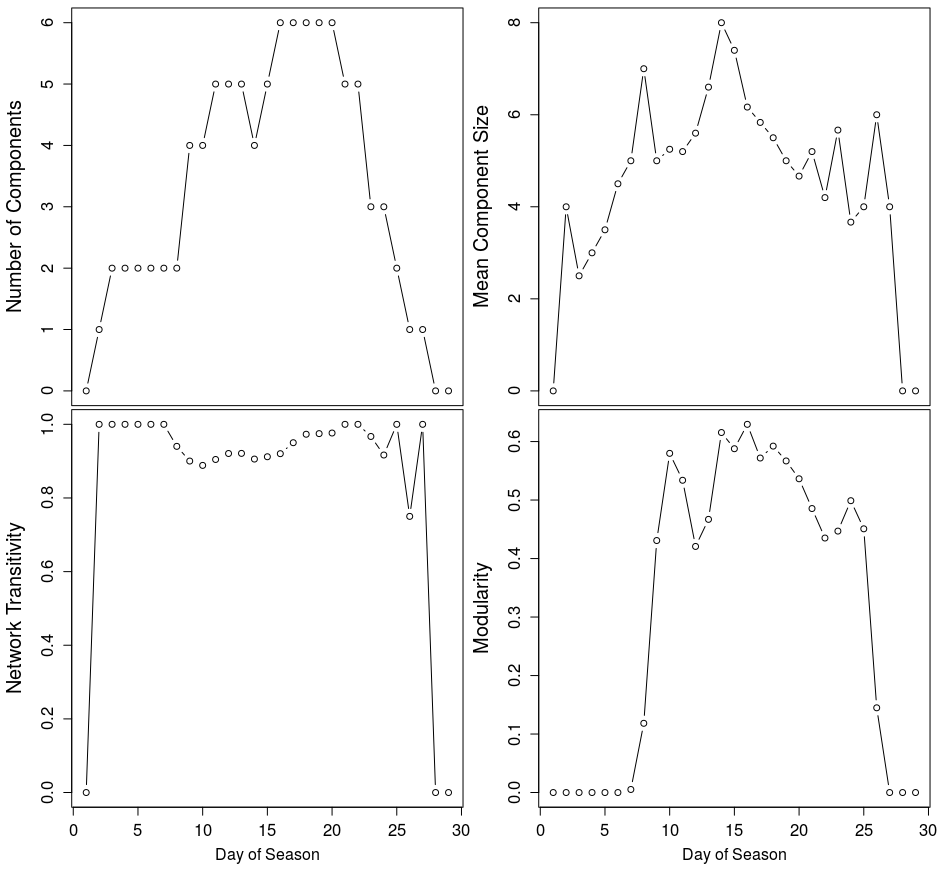 Number of Components
0 1 2 3 4 5 6
Mean Component Size
0 2 4 6 8
Network Transitivity
0.0 0.2 0.4 0.6 0.8 1.0
0 5 10 15 20 25 30
Day of Season
Modularity
0.0 0.1 0.2 0.3 0.4 0.5 0.6
0 5 10 15 20 25 30
Day of Season